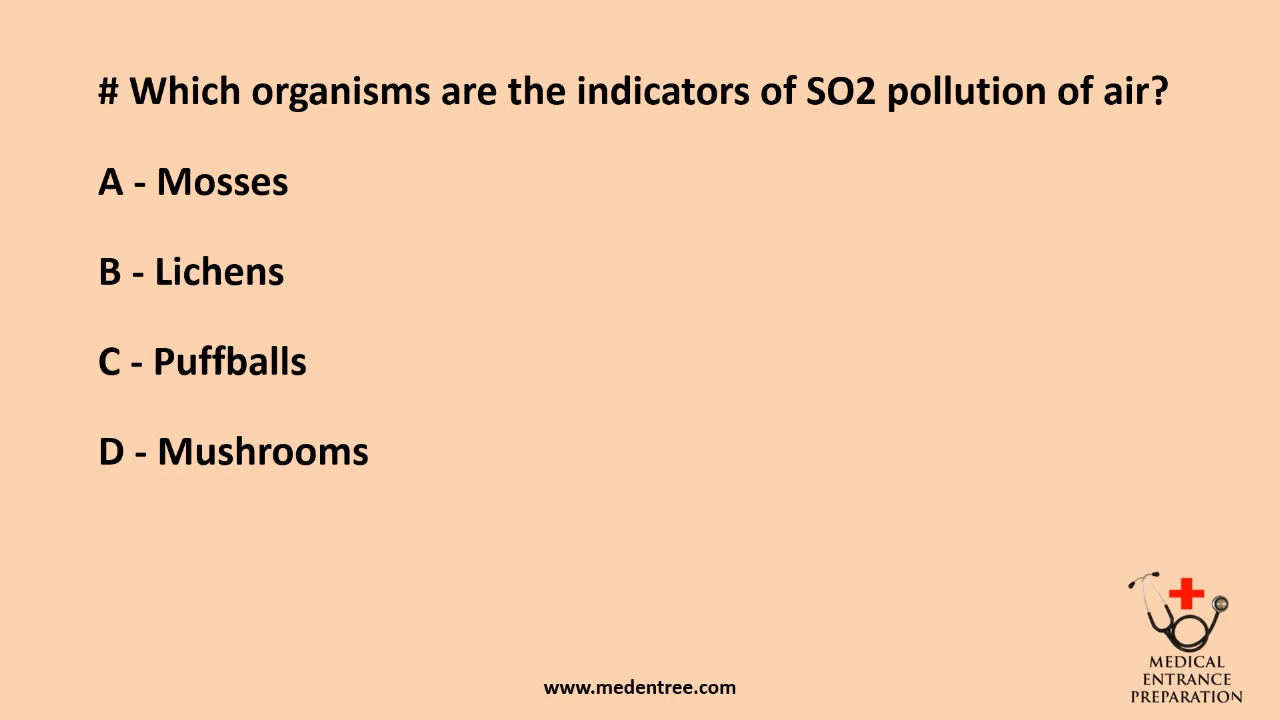 # Which organisms are the indicators of SO2 pollution of air?
A - Mosses
B - Lichens
C - Puffballs
D - Mushrooms
MEDICAL
ENTRANCE
PREPARATION
www.medentree.com